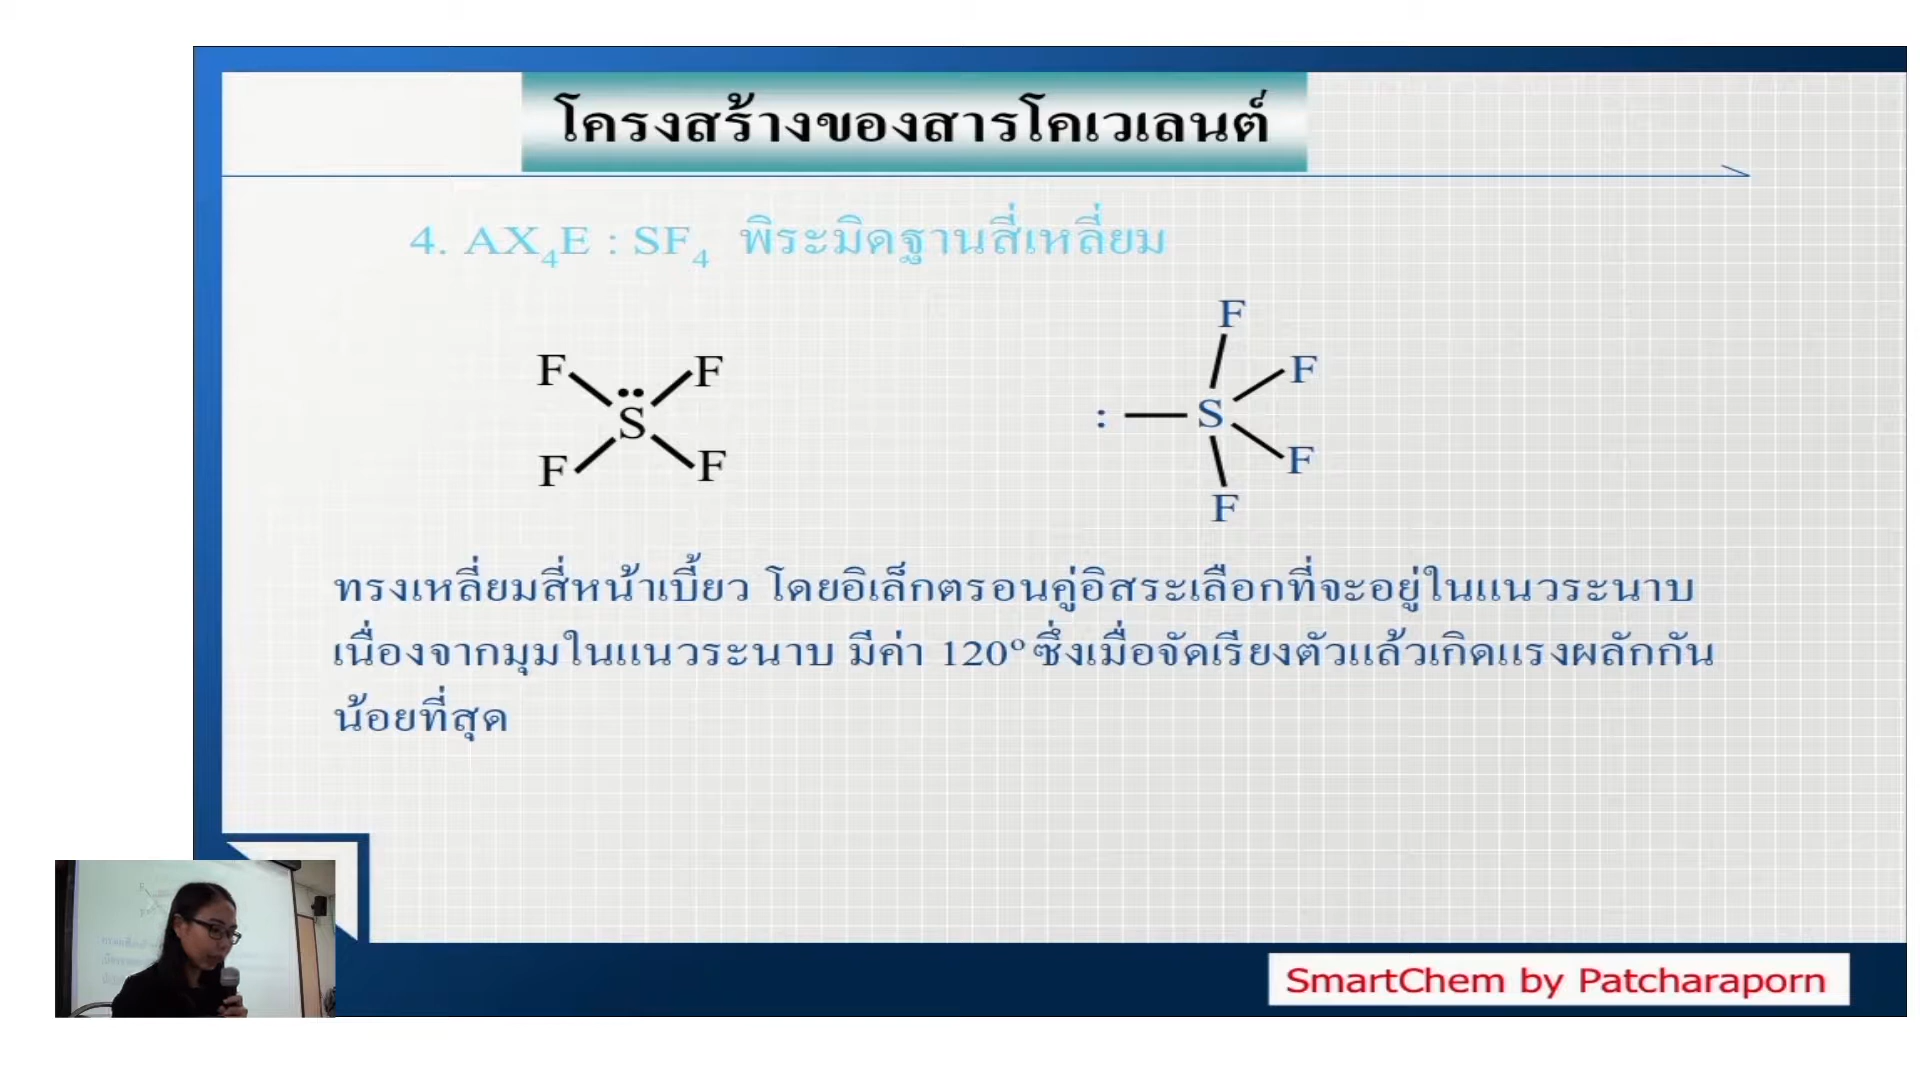 โครงสร้างของสารโคเวเลนต์
4. AX₄E : SF₄ พีระมิดฐานสี่เหลี่ยม
F
F F F
S : S
F F F
F
ทรงเหลี่ยมสี่หน้าเบี้ยว โดยอิเล็กตรอนคู่อิสระเลือกที่จะอยู่ในแนวระนาบ
เนื่องจากมุมในแนวระนาบ มีค่า 120° ซึ่งเมื่อจัดเรียงตัวแล้วเกิดแรงผลักกัน
น้อยที่สุด
SmartChem by Patcharaporn